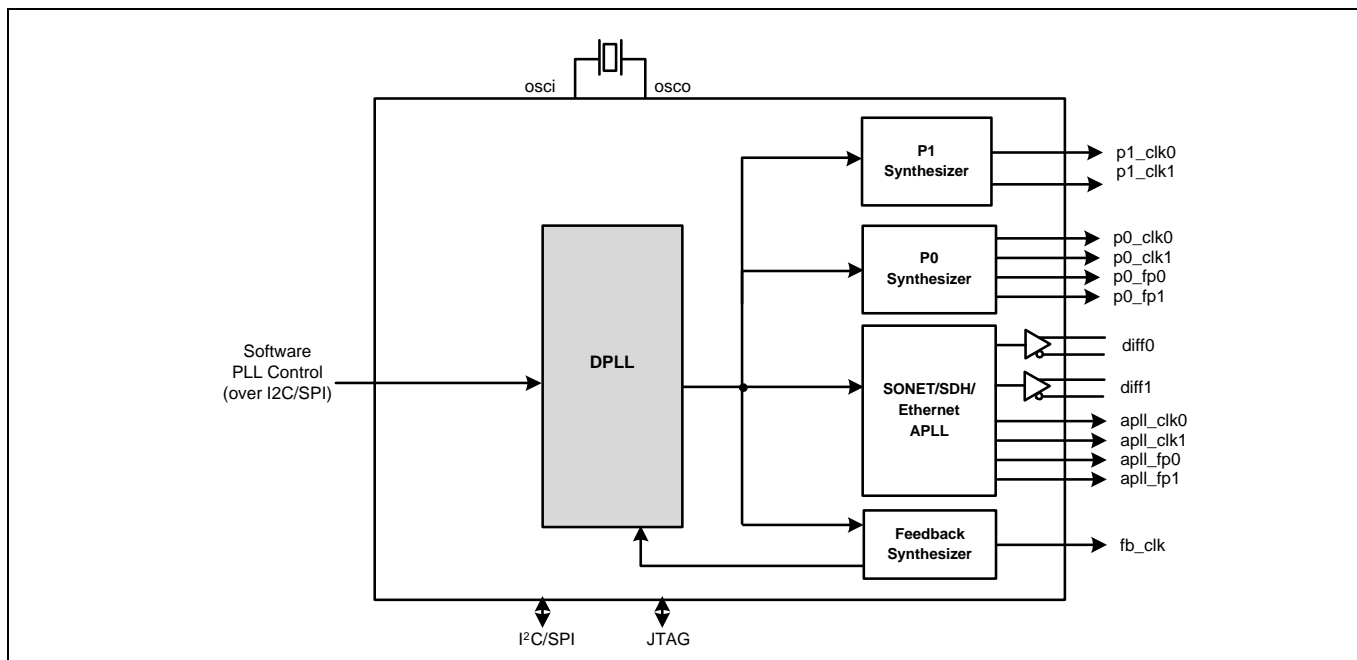 osci
osco
P1
Synthesizer
p1_clk0
p1_clk1
P0
Synthesizer
p0_clk0
p0_clk1
p0_fp0
p0_fp1
Software
PLL Control
(over I2C/SPI)
DPLL
SONET/SDH/
Ethernet
APLL
diff0
diff1
apll_clk0
apll_clk1
apll_fp0
apll_fp1
Feedback
Synthesizer
fb_clk
I²C/SPI
JTAG